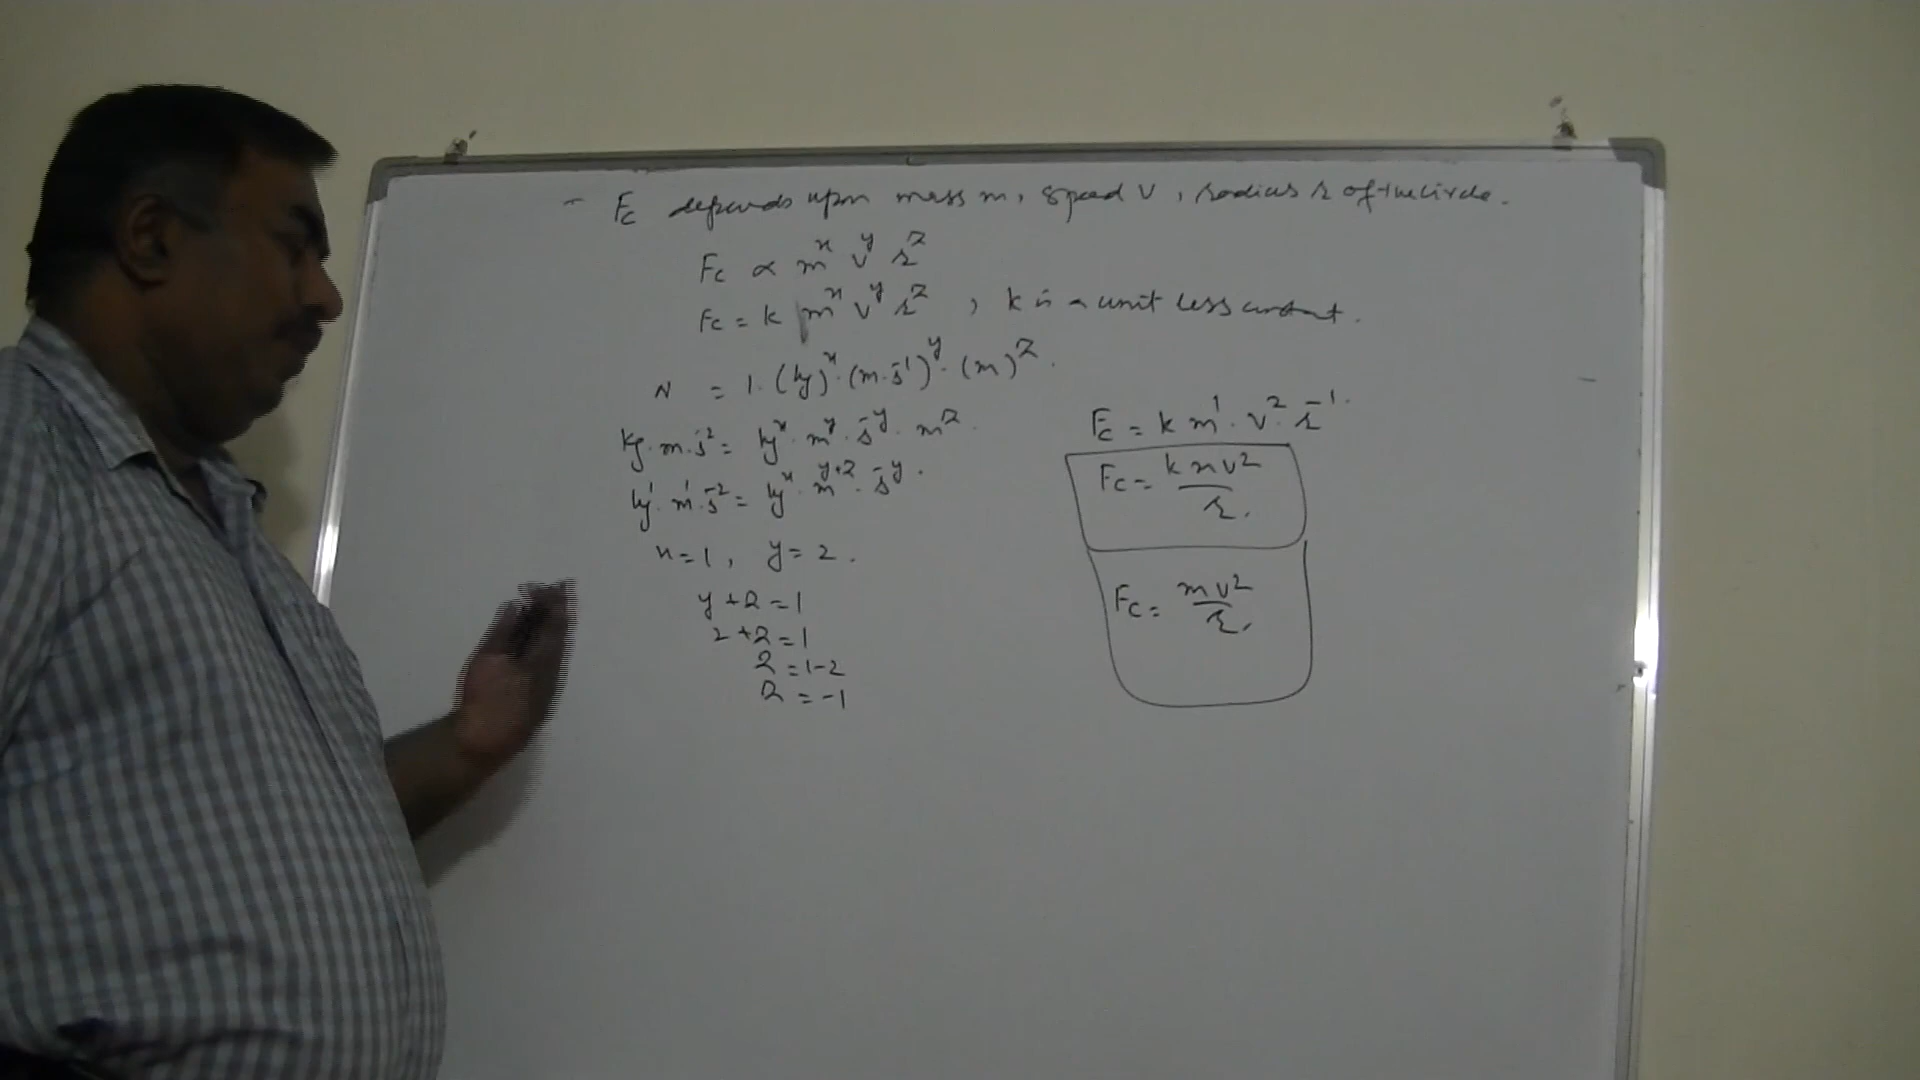 - Fc depends upon mass m, speed v, radius r of the circle.
Fc ∝ m^x v^y r^z
Fc = k m^x v^y r^z , k is a unit less constant.
N = 1. (kg)^x. (m.s^-1)^y. (m)^z.
kg.m.s^-2 = kg^x. m^y. s^-y. m^z.
kg^1. m^1. s^-2 = kg^x. m^y+z. s^-y.
x=1, y=2.
y+z=1
2+z=1
z=1-2
z=-1
Fc = k m^1. v^2. r^-1.
Fc = k m v^2 / r.
Fc = m v^2 / r.